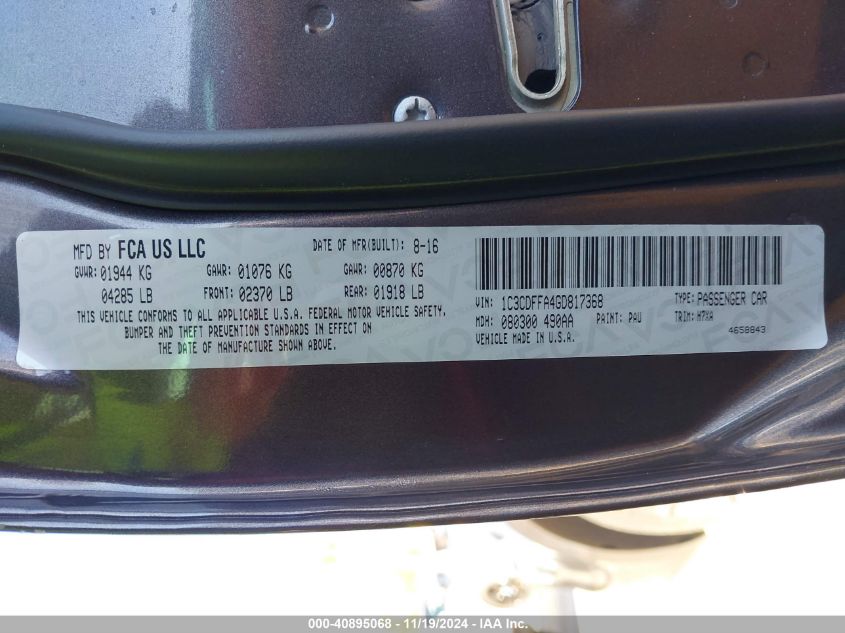 MFD BY FCA US LLC DATE OF MFR(BUILT): 8-16
GVWR: 01944 KG GAWR: 01076 KG GAWR: 00870 KG
04285 LB FRONT: 02370 LB REAR: 01918 LB
THIS VEHICLE CONFORMS TO ALL APPLICABLE U.S.A. FEDERAL MOTOR VEHICLE SAFETY,
BUMPER AND THEFT PREVENTION STANDARDS IN EFFECT ON
THE DATE OF MANUFACTURE SHOWN ABOVE.
VIN: 1C3CDFFA4GD817368 TYPE: PASSENGER CAR
MDH: 080300 490AA PAINT: PAU TRIM: M7XA
VEHICLE MADE IN U.S.A. 4658843
000-40895068 - 11/19/2024 - IAA Inc.